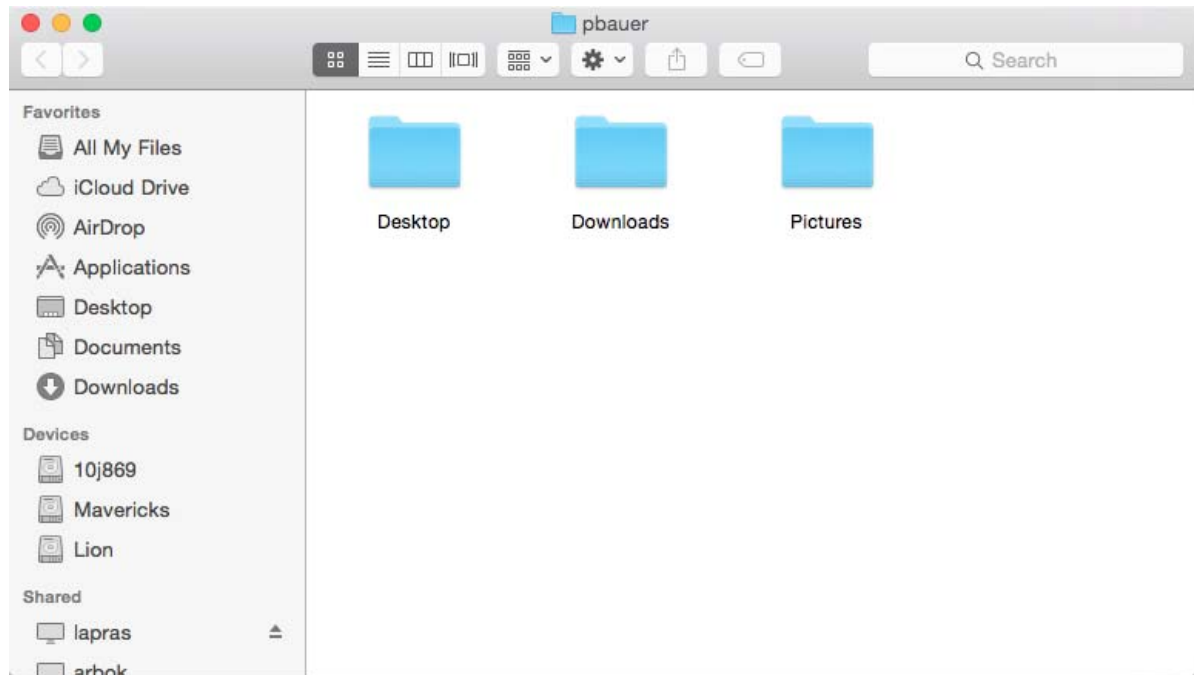 pbauer
Search
Favorites
All My Files
iCloud Drive
AirDrop
Applications
Desktop
Documents
Downloads
Devices
10j869
Mavericks
Lion
Shared
lapras
arbok
Desktop
Downloads
Pictures